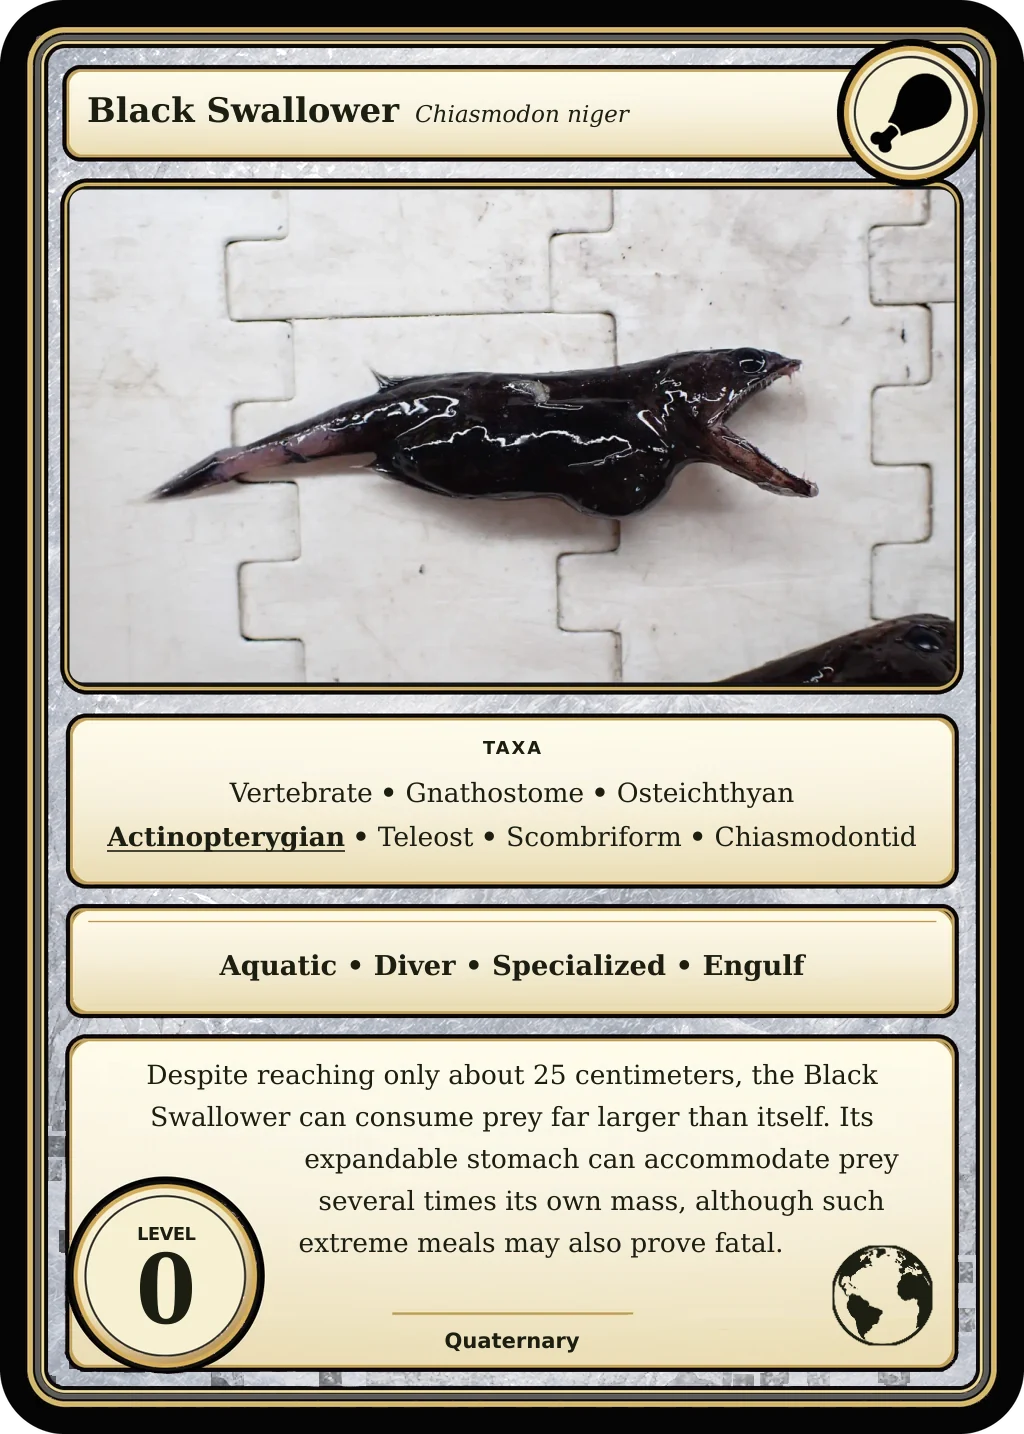 Black Swallower Chiasmodon niger
TAXA
Vertebrate • Gnathostome • Osteichthyan
Actinopterygian • Teleost • Scombriform • Chiasmodontid
Aquatic • Diver • Specialized • Engulf
Despite reaching only about 25 centimeters, the Black
Swallower can consume prey far larger than itself. Its
expandable stomach can accommodate prey
several times its own mass, although such
extreme meals may also prove fatal.
LEVEL
0
Quaternary